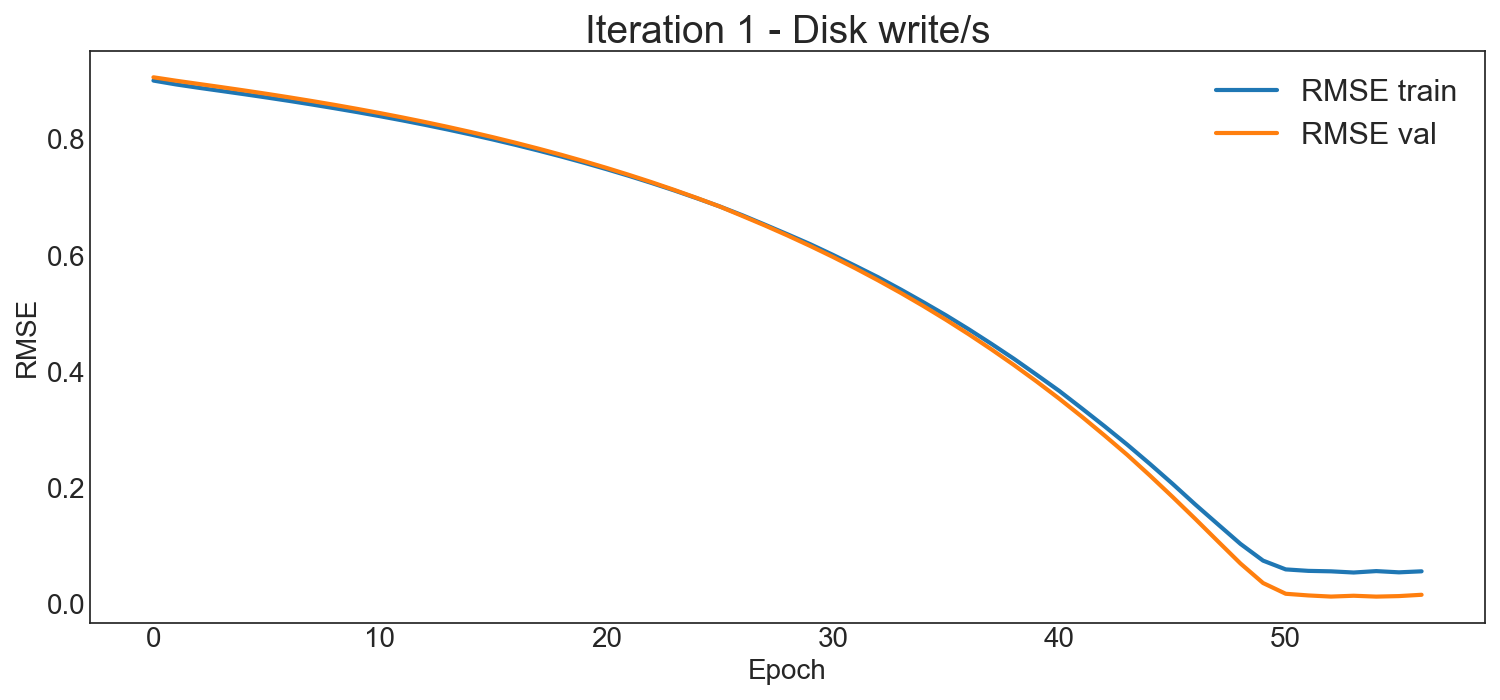 Iteration 1 - Disk write/s
RMSE train
RMSE val
0.8
0.6
0.4
0.2
0.0
RMSE
0 10 20 30 40 50
Epoch